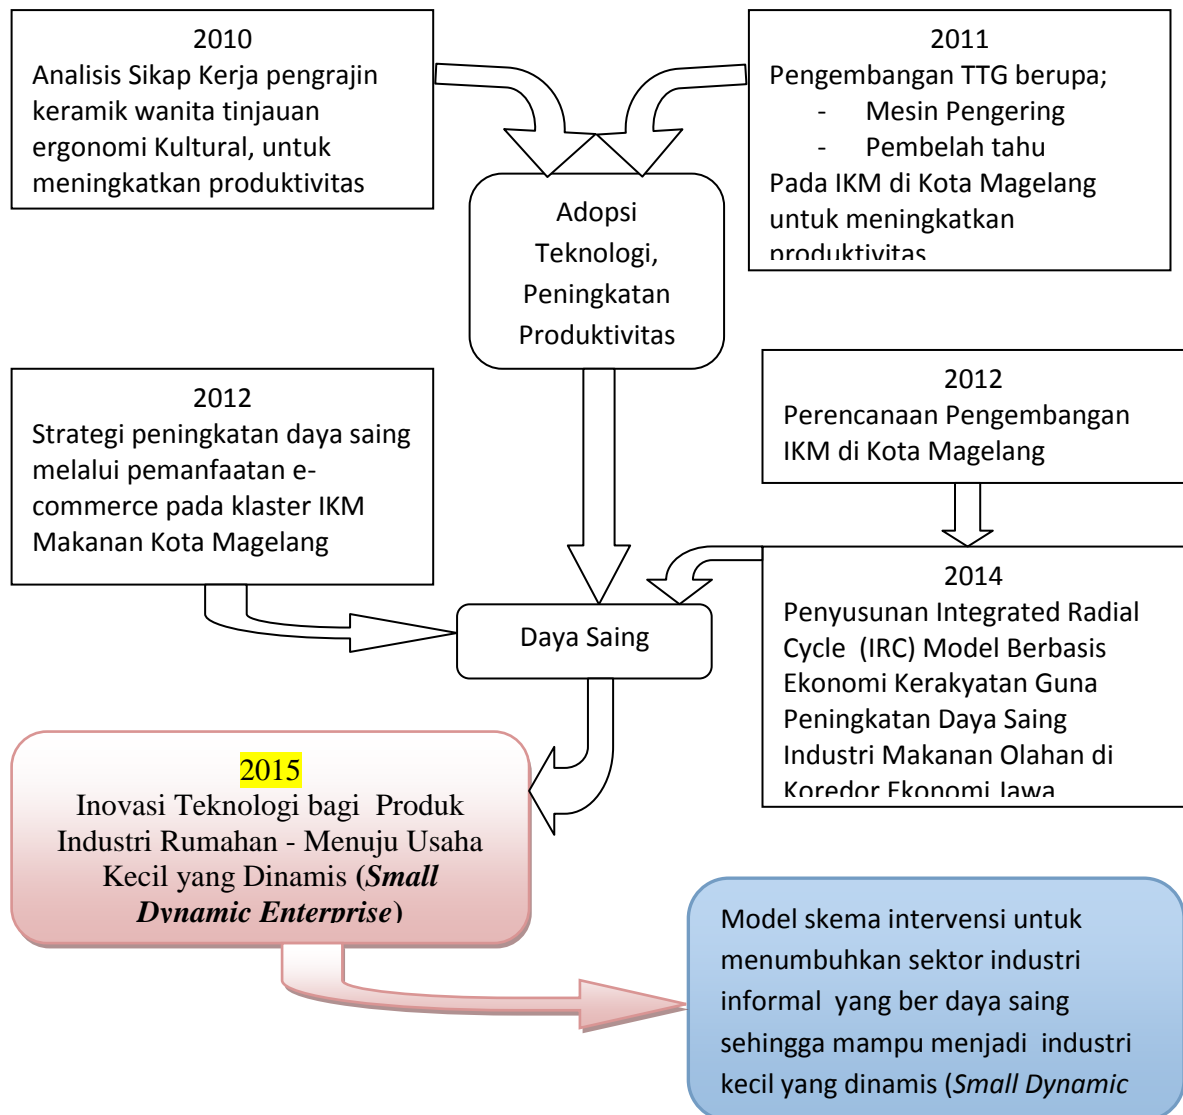 2010
Analisis Sikap Kerja pengrajin
keramik wanita tinjauan
ergonomi Kultural, untuk
meningkatkan produktivitas
2011
Pengembangan TTG berupa;
- Mesin Pengering
- Pembelah tahu
Pada IKM di Kota Magelang
untuk meningkatkan
produktivitas
Adopsi
Teknologi,
Peningkatan
Produktivitas
2012
Strategi peningkatan daya saing
melalui pemanfaatan e-
commerce pada klaster IKM
Makanan Kota Magelang
2012
Perencanaan Pengembangan
IKM di Kota Magelang
Daya Saing
2014
Penyusunan Integrated Radial
Cycle (IRC) Model Berbasis
Ekonomi Kerakyatan Guna
Peningkatan Daya Saing
Industri Makanan Olahan di
Koredor Ekonomi Jawa
2015
Inovasi Teknologi bagi Produk
Industri Rumahan - Menuju Usaha
Kecil yang Dinamis (Small
Dynamic Enterprise)
Model skema intervensi untuk
menumbuhkan sektor industri
informal yang ber daya saing
sehingga mampu menjadi industri
kecil yang dinamis (Small Dynamic